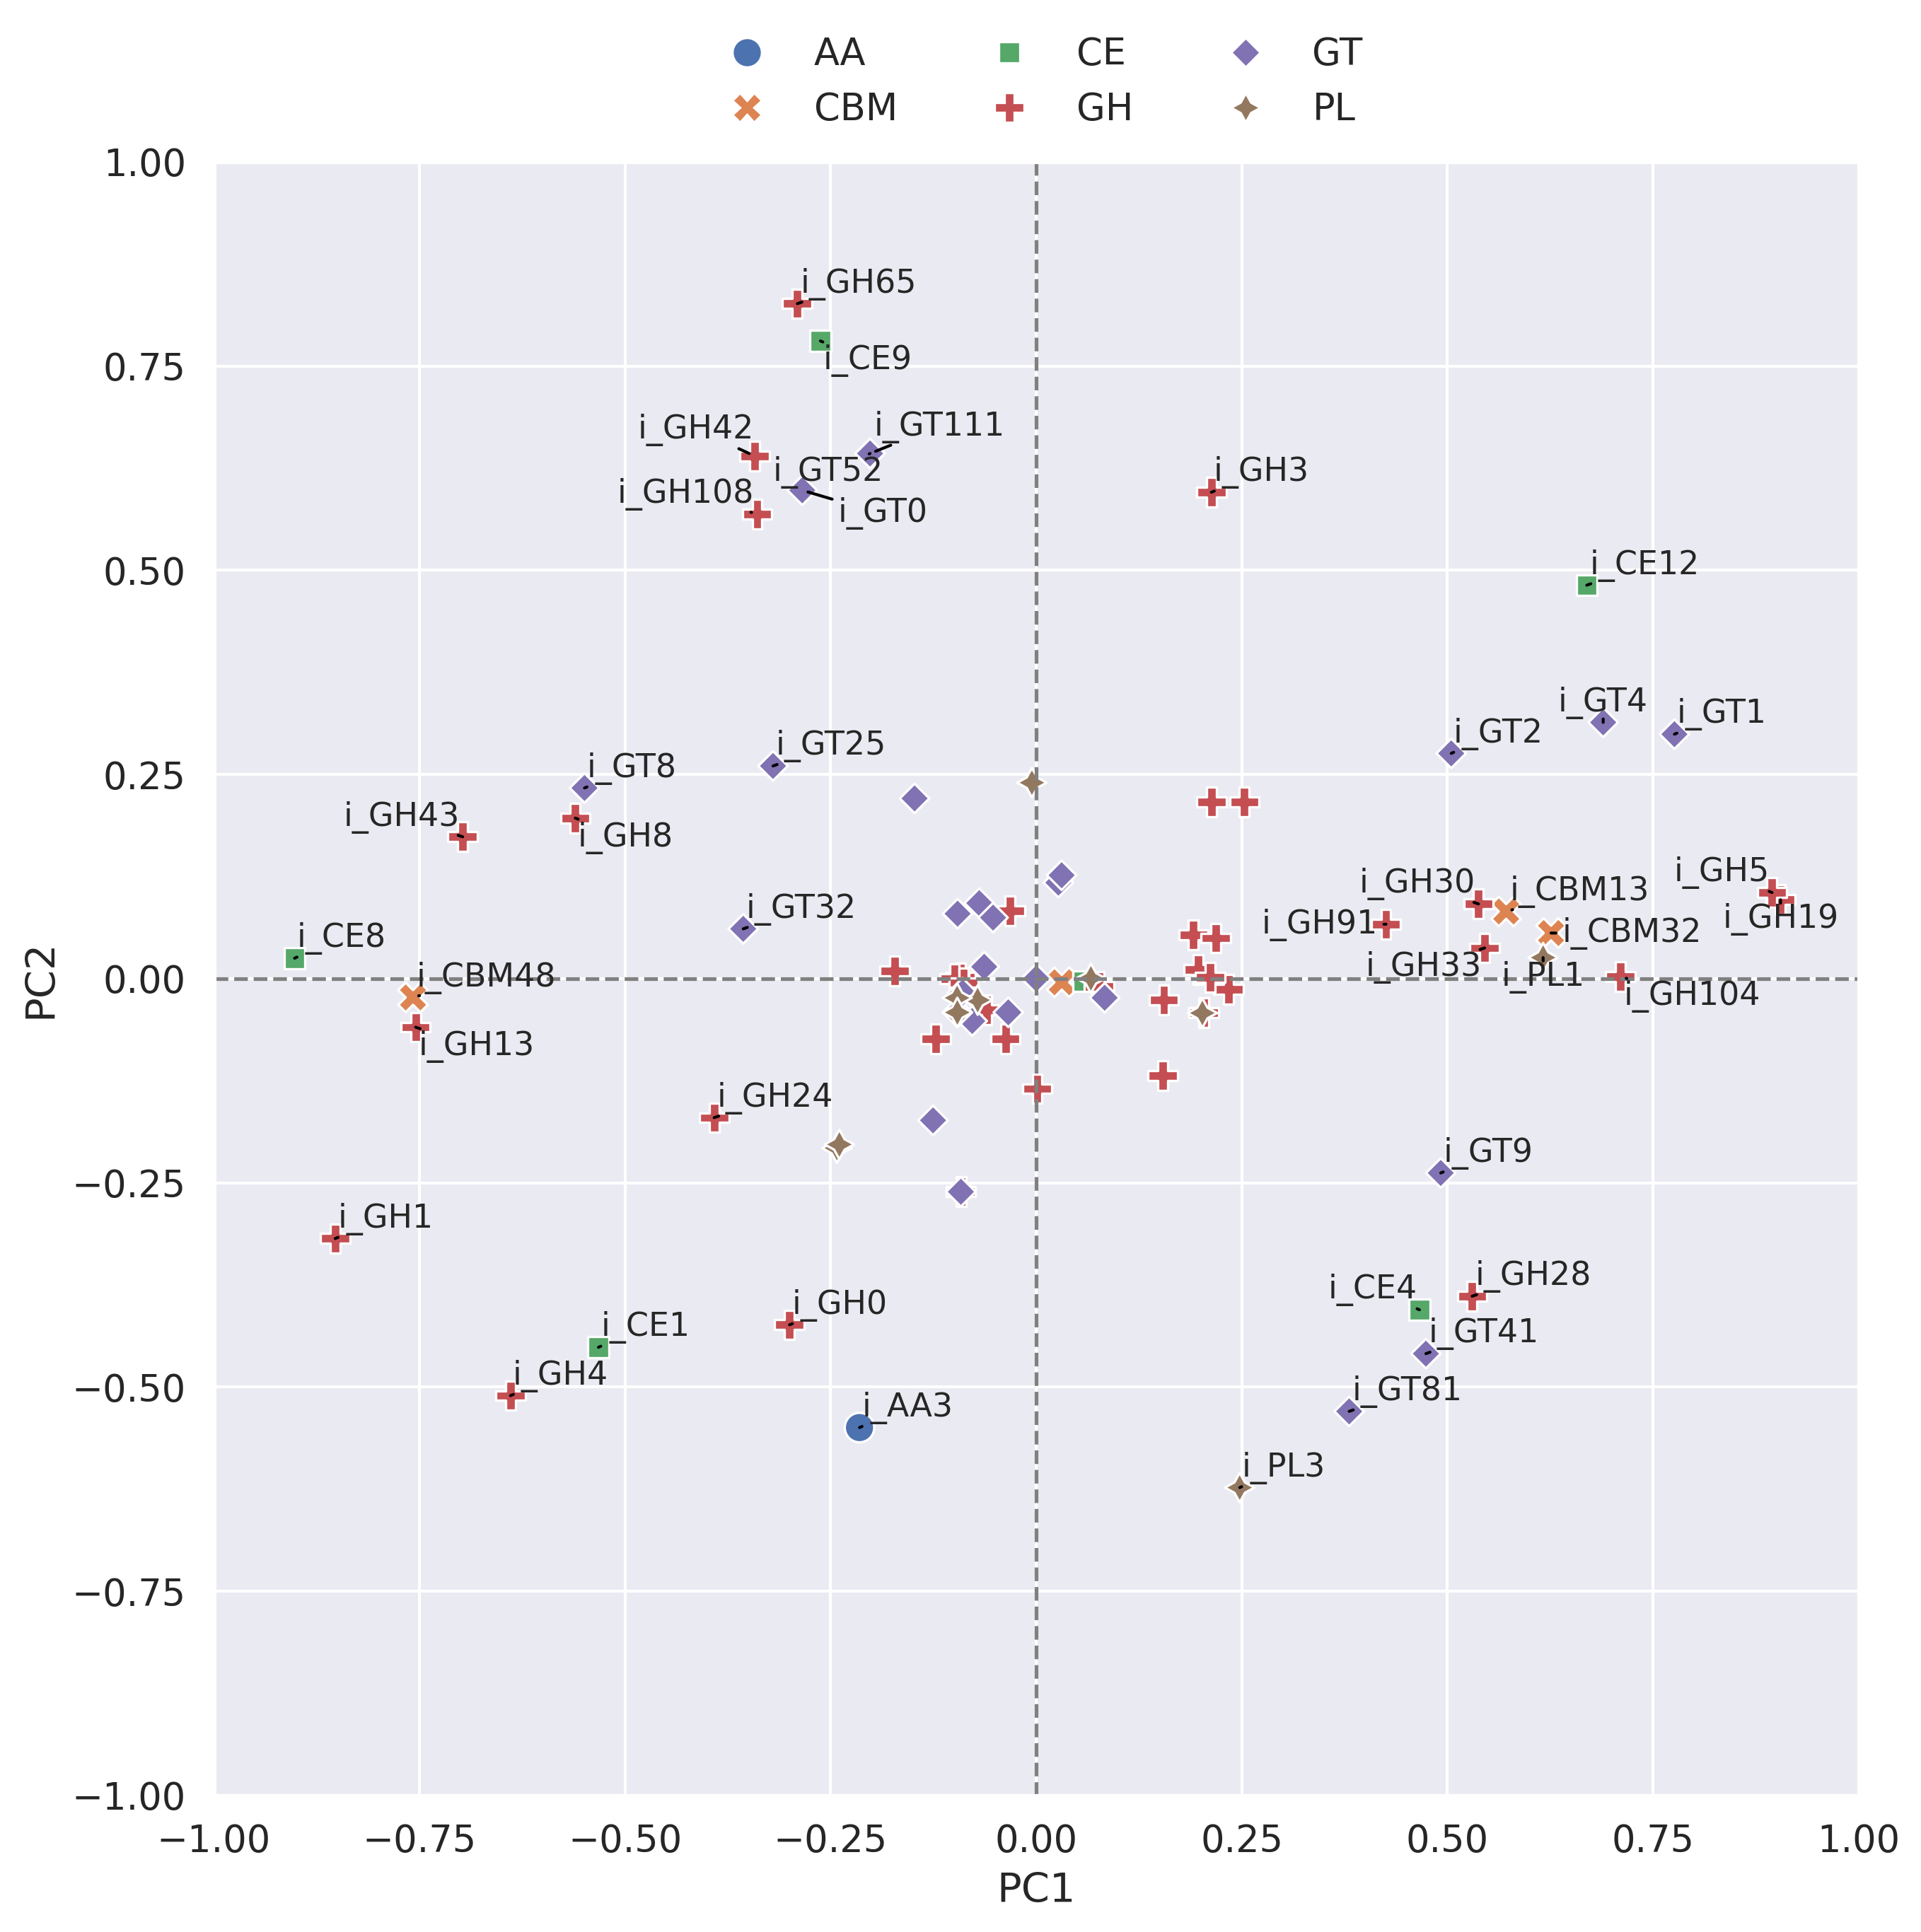 AA CE GT
CBM GH PL
1.00
0.75
0.50
0.25
0.00
−0.25
−0.50
−0.75
−1.00
PC2
i_GH65
i_CE9
i_GH42
i_GT111
i_GT52
i_GH3
i_GH108
i_GT0
i_CE12
i_GT4
i_GT1
i_GT2
i_GT25
i_GT8
i_GH43
i_GH8
i_GH5
i_GH30
i_CBM13
i_GT32
i_GH91
i_GH19
i_CBM32
i_CE8
i_GH33
i_PL1
i_CBM48
i_GH104
i_GH13
i_GH24
i_GT9
i_GH1
i_GH28
i_CE4
i_GH0
i_CE1
i_GT41
i_GH4
i_GT81
i_AA3
i_PL3
−1.00 −0.75 −0.50 −0.25 0.00 0.25 0.50 0.75 1.00
PC1